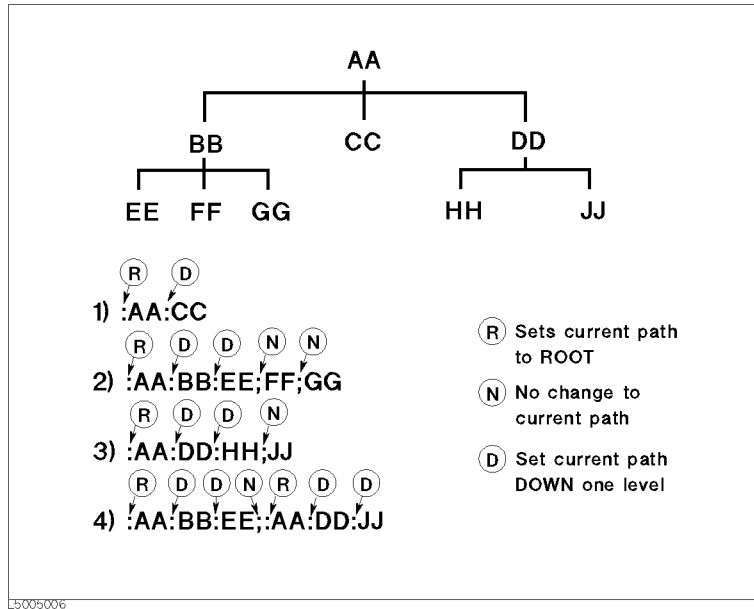 AA
BB CC DD
EE FF GG HH JJ
R D
1) :AA:CC
R D D N N
2) :AA:BB:EE;FF;GG
R D D N
3) :AA:DD:HH;JJ
R D D N R D D
4) :AA:BB:EE;:AA:DD:JJ
R Sets current path
to ROOT
N No change to
current path
D Set current path
DOWN one level
L5005006